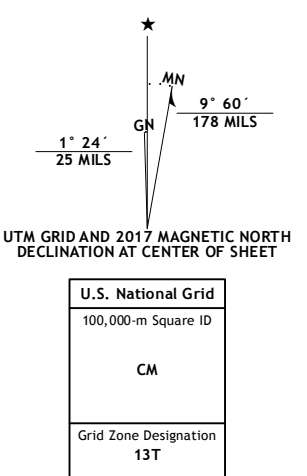 ★
MN
GN
9° 60´
178 MILS
1° 24´
25 MILS
UTM GRID AND 2017 MAGNETIC NORTH
DECLINATION AT CENTER OF SHEET
U.S. National Grid
100,000-m Square ID
CM
Grid Zone Designation
13T